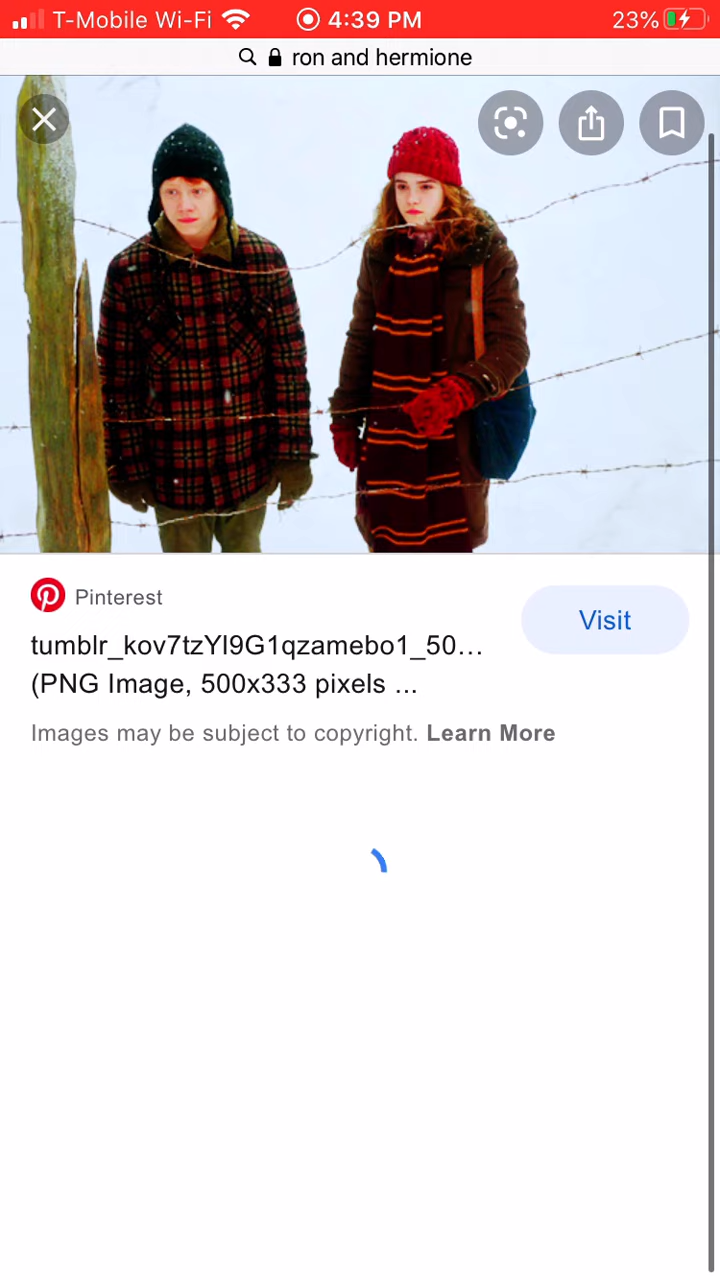 T-Mobile Wi-Fi 4:39 PM 23%
ron and hermione
Pinterest
Visit
tumblr_kov7tzYl9G1qzamebo1_50...
(PNG Image, 500x333 pixels ...
Images may be subject to copyright. Learn More